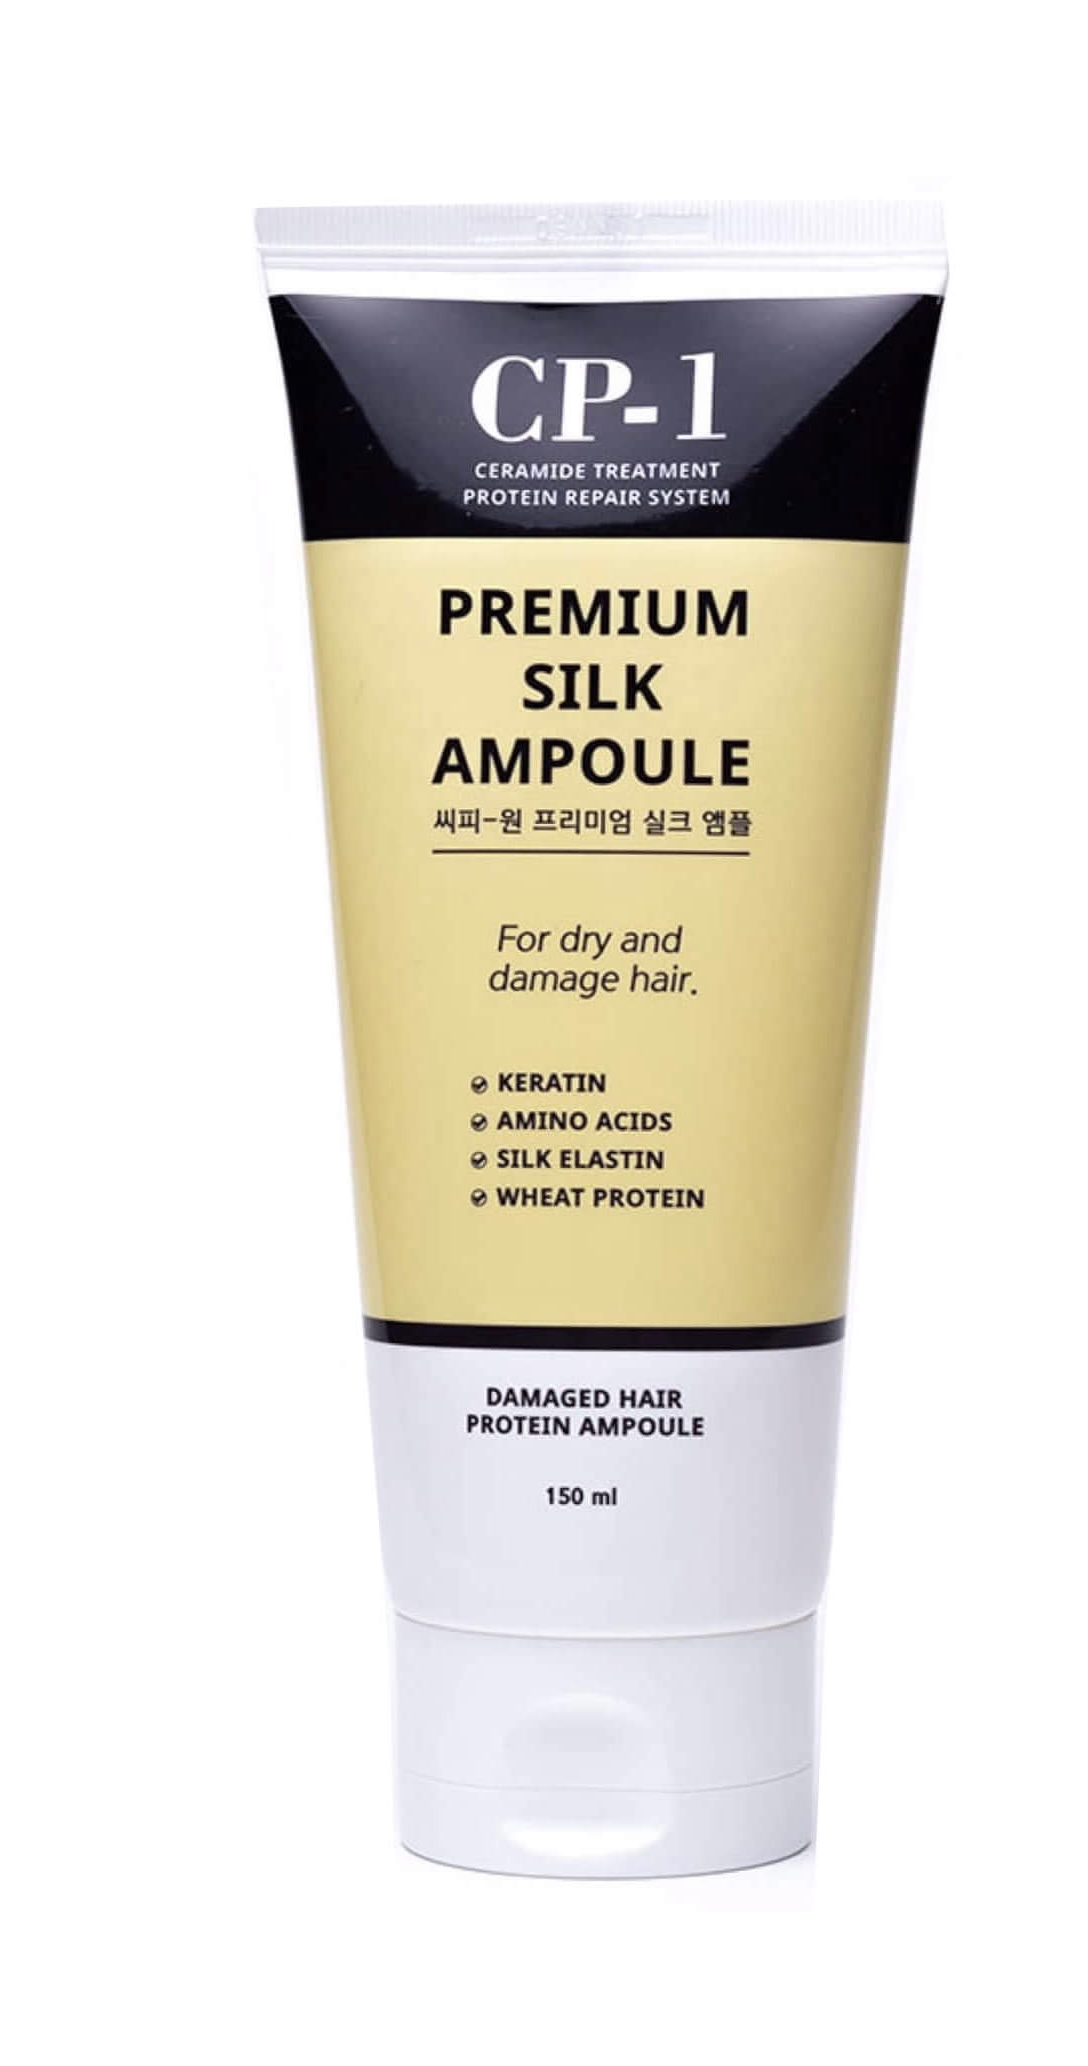 CP-1
CERAMIDE TREATMENT
PROTEIN REPAIR SYSTEM
PREMIUM
SILK
AMPOULE
씨피-원 프리미엄 실크 앰플
For dry and
damage hair.
KERATIN
AMINO ACIDS
SILK ELASTIN
WHEAT PROTEIN
DAMAGED HAIR
PROTEIN AMPOULE
150 ml